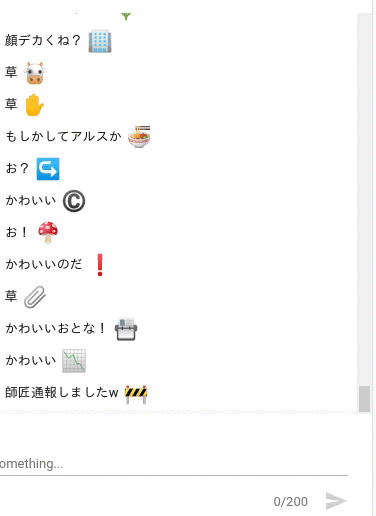 顔デカくね？ 🏢
草 🐮
草 ✋
もしかしてアルスか 🍜
お？ ↪
かわいい ©
お！ 🍄
かわいいのだ ❗
草 📎
かわいいおとな！ 📠
かわいい 📉
師匠通報しましたw 🚧
omething...
0/200